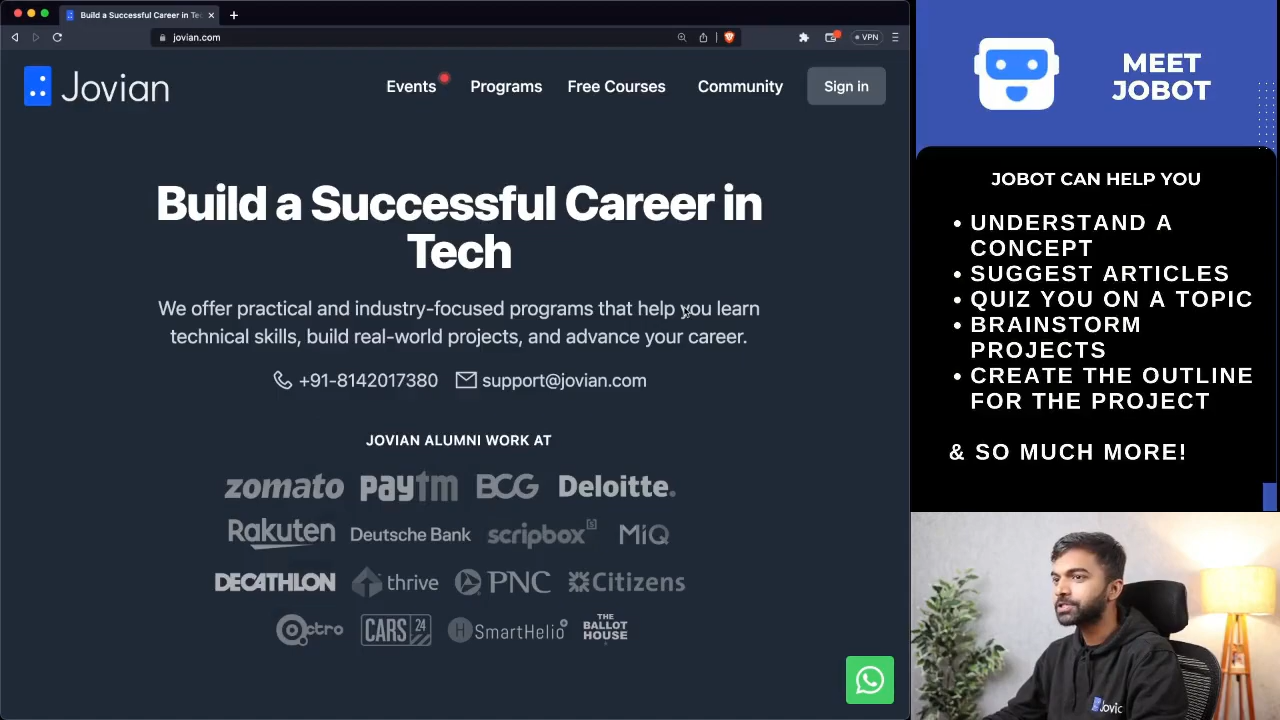 Build a Successful Career in Te
jovian.com
VPN
Jovian
Events
Programs
Free Courses
Community
Sign in
Build a Successful Career in
Tech
We offer practical and industry-focused programs that help you learn
technical skills, build real-world projects, and advance your career.
+91-8142017380
support@jovian.com
JOVIAN ALUMNI WORK AT
zomato paytm BCG Deloitte.
Rakuten Deutsche Bank scripbox MiQ
DECATHLON thrive PNC Citizens
Octro CARS 24 SmartHelio THE
BALLOT
HOUSE
MEET
JOBOT
JOBOT CAN HELP YOU
• UNDERSTAND A
CONCEPT
• SUGGEST ARTICLES
• QUIZ YOU ON A TOPIC
• BRAINSTORM
PROJECTS
• CREATE THE OUTLINE
FOR THE PROJECT
& SO MUCH MORE!
Jovic